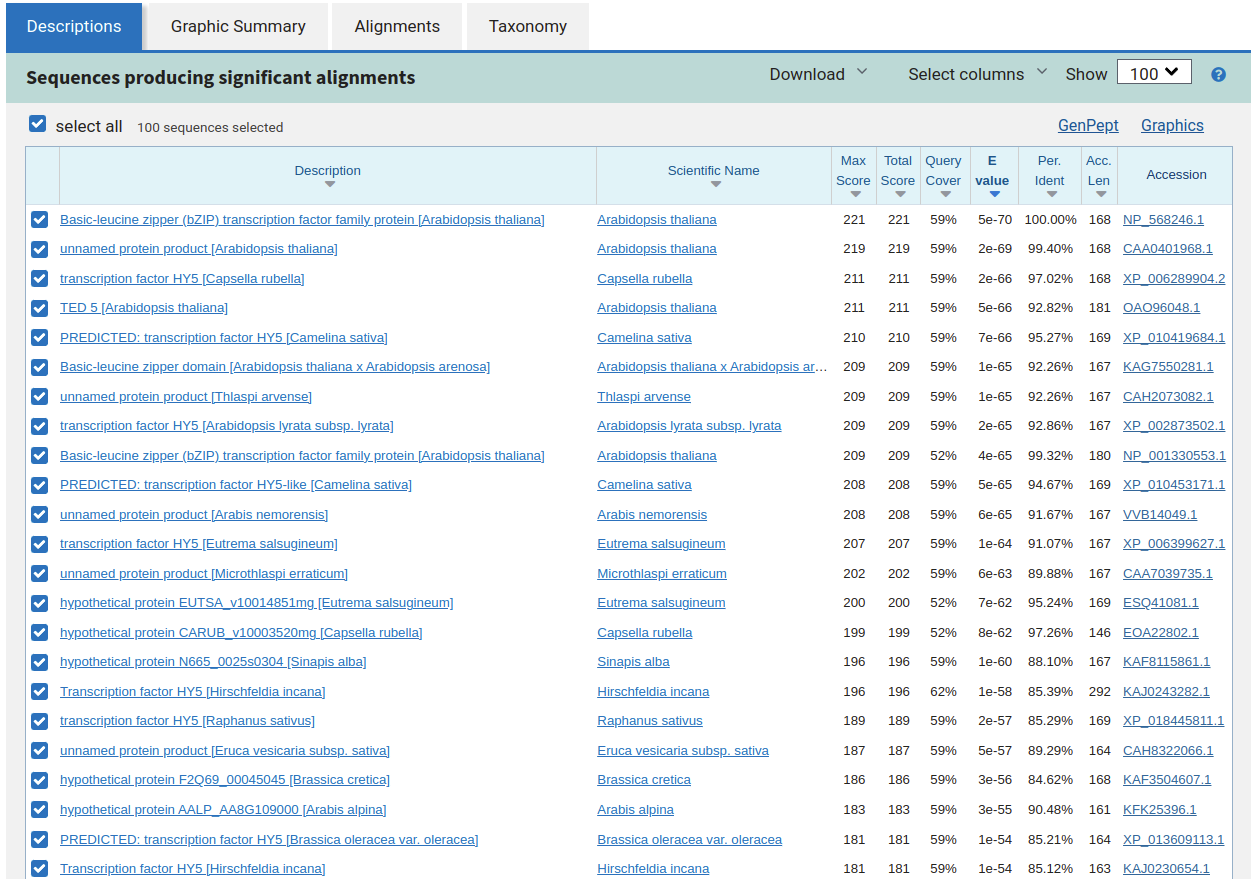 Descriptions Graphic Summary Alignments Taxonomy
Sequences producing significant alignments Download Select columns Show 100 ?
select all 100 sequences selected GenPept Graphics
Description Scientific Name Max Score Total Score Query Cover E value Per. Ident Acc. Len Accession
Basic-leucine zipper (bZIP) transcription factor family protein [Arabidopsis thaliana] Arabidopsis thaliana 221 221 59% 5e-70 100.00% 168 NP_568246.1
unnamed protein product [Arabidopsis thaliana] Arabidopsis thaliana 219 219 59% 2e-69 99.40% 168 CAA0401968.1
transcription factor HY5 [Capsella rubella] Capsella rubella 211 211 59% 2e-66 97.02% 168 XP_006289904.2
TED 5 [Arabidopsis thaliana] Arabidopsis thaliana 211 211 59% 5e-66 92.82% 181 OAO96048.1
PREDICTED: transcription factor HY5 [Camelina sativa] Camelina sativa 210 210 59% 7e-66 95.27% 169 XP_010419684.1
Basic-leucine zipper domain [Arabidopsis thaliana x Arabidopsis arenosa] Arabidopsis thaliana x Arabidopsis ar... 209 209 59% 1e-65 92.26% 167 KAG7550281.1
unnamed protein product [Thlaspi arvense] Thlaspi arvense 209 209 59% 1e-65 92.26% 167 CAH2073082.1
transcription factor HY5 [Arabidopsis lyrata subsp. lyrata] Arabidopsis lyrata subsp. lyrata 209 209 59% 2e-65 92.86% 167 XP_002873502.1
Basic-leucine zipper (bZIP) transcription factor family protein [Arabidopsis thaliana] Arabidopsis thaliana 209 209 52% 4e-65 99.32% 180 NP_001330553.1
PREDICTED: transcription factor HY5-like [Camelina sativa] Camelina sativa 208 208 59% 5e-65 94.67% 169 XP_010453171.1
unnamed protein product [Arabis nemorensis] Arabis nemorensis 208 208 59% 6e-65 91.67% 167 VVB14049.1
transcription factor HY5 [Eutrema salsugineum] Eutrema salsugineum 207 207 59% 1e-64 91.07% 167 XP_006399627.1
unnamed protein product [Microthlaspi erraticum] Microthlaspi erraticum 202 202 59% 6e-63 89.88% 167 CAA7039735.1
hypothetical protein EUTSA_v10014851mg [Eutrema salsugineum] Eutrema salsugineum 200 200 52% 7e-62 95.24% 169 ESQ41081.1
hypothetical protein CARUB_v10003520mg [Capsella rubella] Capsella rubella 199 199 52% 8e-62 97.26% 146 EOA22802.1
hypothetical protein N665_0025s0304 [Sinapis alba] Sinapis alba 196 196 59% 1e-60 88.10% 167 KAF8115861.1
Transcription factor HY5 [Hirschfeldia incana] Hirschfeldia incana 196 196 62% 1e-58 85.39% 292 KAJ0243282.1
transcription factor HY5 [Raphanus sativus] Raphanus sativus 189 189 59% 2e-57 85.29% 169 XP_018445811.1
unnamed protein product [Eruca vesicaria subsp. sativa] Eruca vesicaria subsp. sativa 187 187 59% 5e-57 89.29% 164 CAH8322066.1
hypothetical protein F2Q69_00045045 [Brassica cretica] Brassica cretica 186 186 59% 3e-56 84.62% 168 KAF3504607.1
hypothetical protein AALP_AA8G109000 [Arabis alpina] Arabis alpina 183 183 59% 3e-55 90.48% 161 KFK25396.1
PREDICTED: transcription factor HY5 [Brassica oleracea var. oleracea] Brassica oleracea var. oleracea 181 181 59% 1e-54 85.21% 164 XP_013609113.1
Transcription factor HY5 [Hirschfeldia incana] Hirschfeldia incana 181 181 59% 1e-54 85.12% 163 KAJ0230654.1